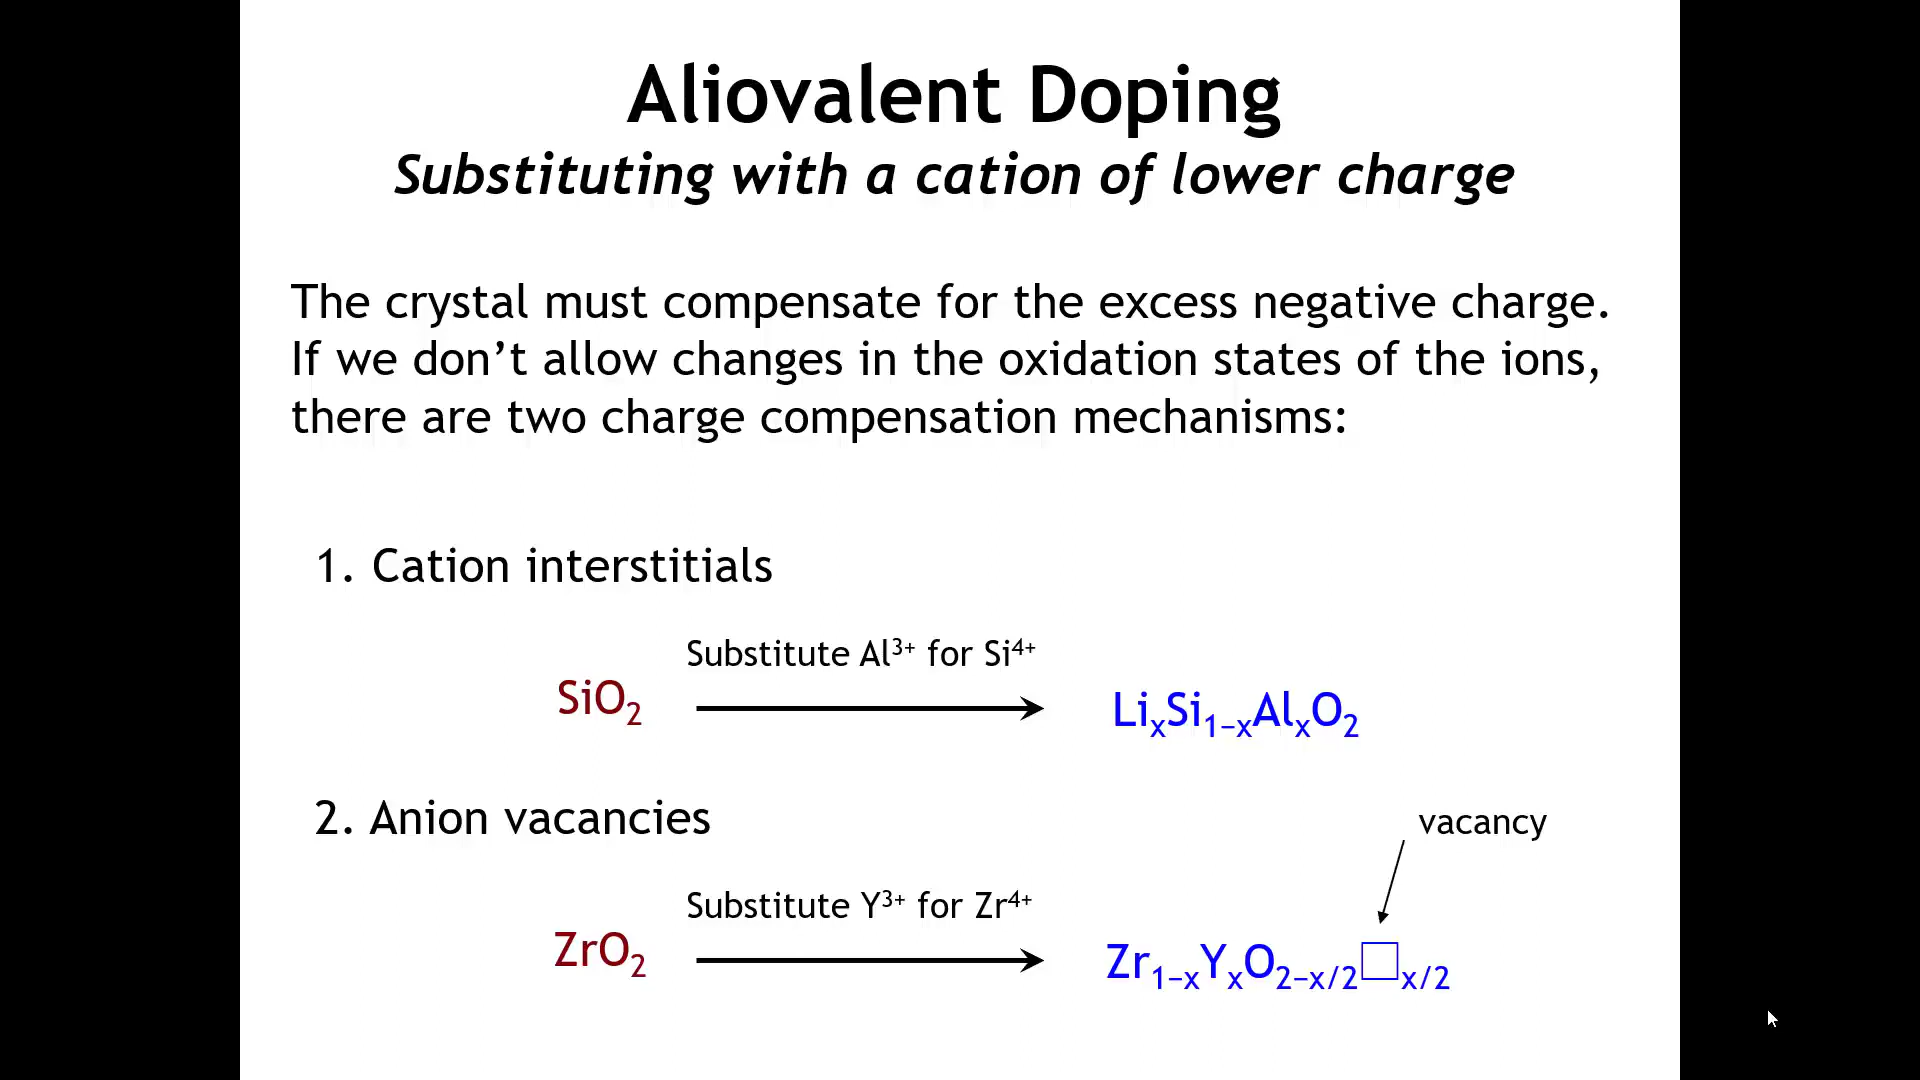 Aliovalent Doping
Substituting with a cation of lower charge
The crystal must compensate for the excess negative charge.
If we don’t allow changes in the oxidation states of the ions,
there are two charge compensation mechanisms:
1. Cation interstitials
Substitute Al³⁺ for Si⁴⁺
SiO₂
LiₓSi₁₋ₓAlₓO₂
2. Anion vacancies
vacancy
Substitute Y³⁺ for Zr⁴⁺
ZrO₂
Zr₁₋ₓYₓO₂₋ₓ/₂□ₓ/₂